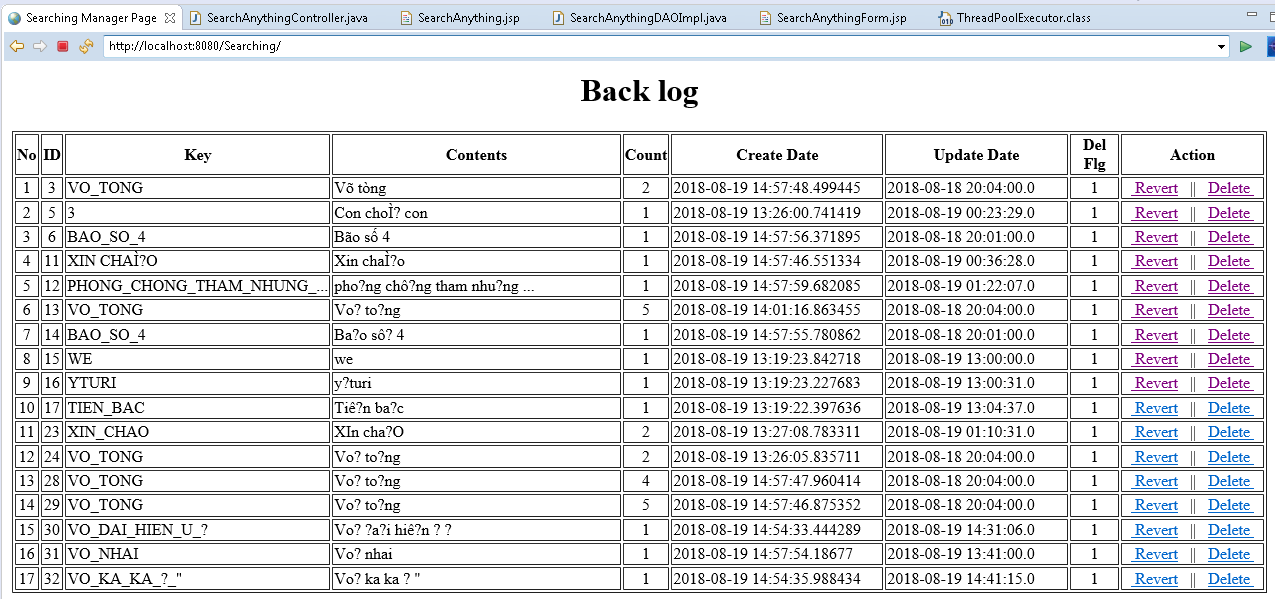 Searching Manager Page SearchAnythingController.java SearchAnything.jsp SearchAnythingDAOImpl.java SearchAnythingForm.jsp ThreadPoolExecutor.class
http://localhost:8080/Searching/
Back log
No ID Key Contents Count Create Date Update Date Del Flg Action
1 3 VO_TONG Võ tòng 2 2018-08-19 14:57:48.499445 2018-08-18 20:04:00.0 1 Revert || Delete
2 5 3 Con choÌ? con 1 2018-08-19 13:26:00.741419 2018-08-19 00:23:29.0 1 Revert || Delete
3 6 BAO_SO_4 Bão số 4 1 2018-08-19 14:57:56.371895 2018-08-18 20:01:00.0 1 Revert || Delete
4 11 XIN CHAÌ?O Xin chaÌ?o 1 2018-08-19 14:57:46.551334 2018-08-19 00:36:28.0 1 Revert || Delete
5 12 PHONG_CHONG_THAM_NHUNG_... pho?ng chô?ng tham nhu?ng ... 1 2018-08-19 14:57:59.682085 2018-08-19 01:22:07.0 1 Revert || Delete
6 13 VO_TONG Vo? to?ng 5 2018-08-19 14:01:16.863455 2018-08-18 20:04:00.0 1 Revert || Delete
7 14 BAO_SO_4 Ba?o sô? 4 1 2018-08-19 14:57:55.780862 2018-08-18 20:01:00.0 1 Revert || Delete
8 15 WE we 1 2018-08-19 13:19:23.842718 2018-08-19 13:00:00.0 1 Revert || Delete
9 16 YTURI y?turi 1 2018-08-19 13:19:23.227683 2018-08-19 13:00:31.0 1 Revert || Delete
10 17 TIEN_BAC Tiê?n ba?c 1 2018-08-19 13:19:22.397636 2018-08-19 13:04:37.0 1 Revert || Delete
11 23 XIN_CHAO XIn cha?O 2 2018-08-19 13:27:08.783311 2018-08-19 01:10:31.0 1 Revert || Delete
12 24 VO_TONG Vo? to?ng 2 2018-08-19 13:26:05.835711 2018-08-18 20:04:00.0 1 Revert || Delete
13 28 VO_TONG Vo? to?ng 4 2018-08-19 14:57:47.960414 2018-08-18 20:04:00.0 1 Revert || Delete
14 29 VO_TONG Vo? to?ng 5 2018-08-19 14:57:46.875352 2018-08-18 20:04:00.0 1 Revert || Delete
15 30 VO_DAI_HIEN_U_? Vo? ?a?i hiê?n ? ? 1 2018-08-19 14:54:33.444289 2018-08-19 14:31:06.0 1 Revert || Delete
16 31 VO_NHAI Vo? nhai 1 2018-08-19 14:57:54.18677 2018-08-19 13:41:00.0 1 Revert || Delete
17 32 VO_KA_KA_?_" Vo? ka ka ? " 1 2018-08-19 14:54:35.988434 2018-08-19 14:41:15.0 1 Revert || Delete